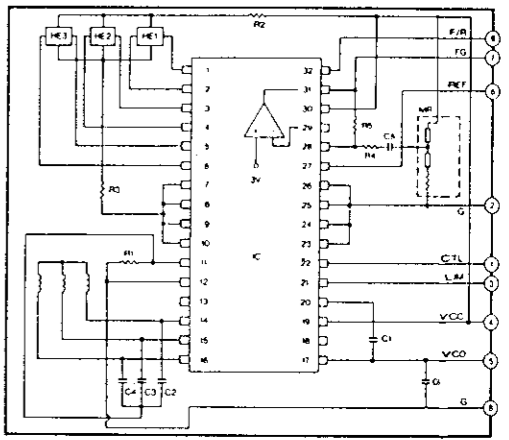 R2
HE3 HE2 HE1
F/R 8
FG 7
REF 6
MR
1 32
2 31
3 30
4 29
5 28
6 27
7 26
8 25
9 24
10 23
11 22
12 21
13 20
14 19
15 18
16 17
3V
IC
R5
R4
C5
R3
R1
G 2
CTL
LIM 3
VCC 4
VCO 5
C1
C4 C3 C2
G